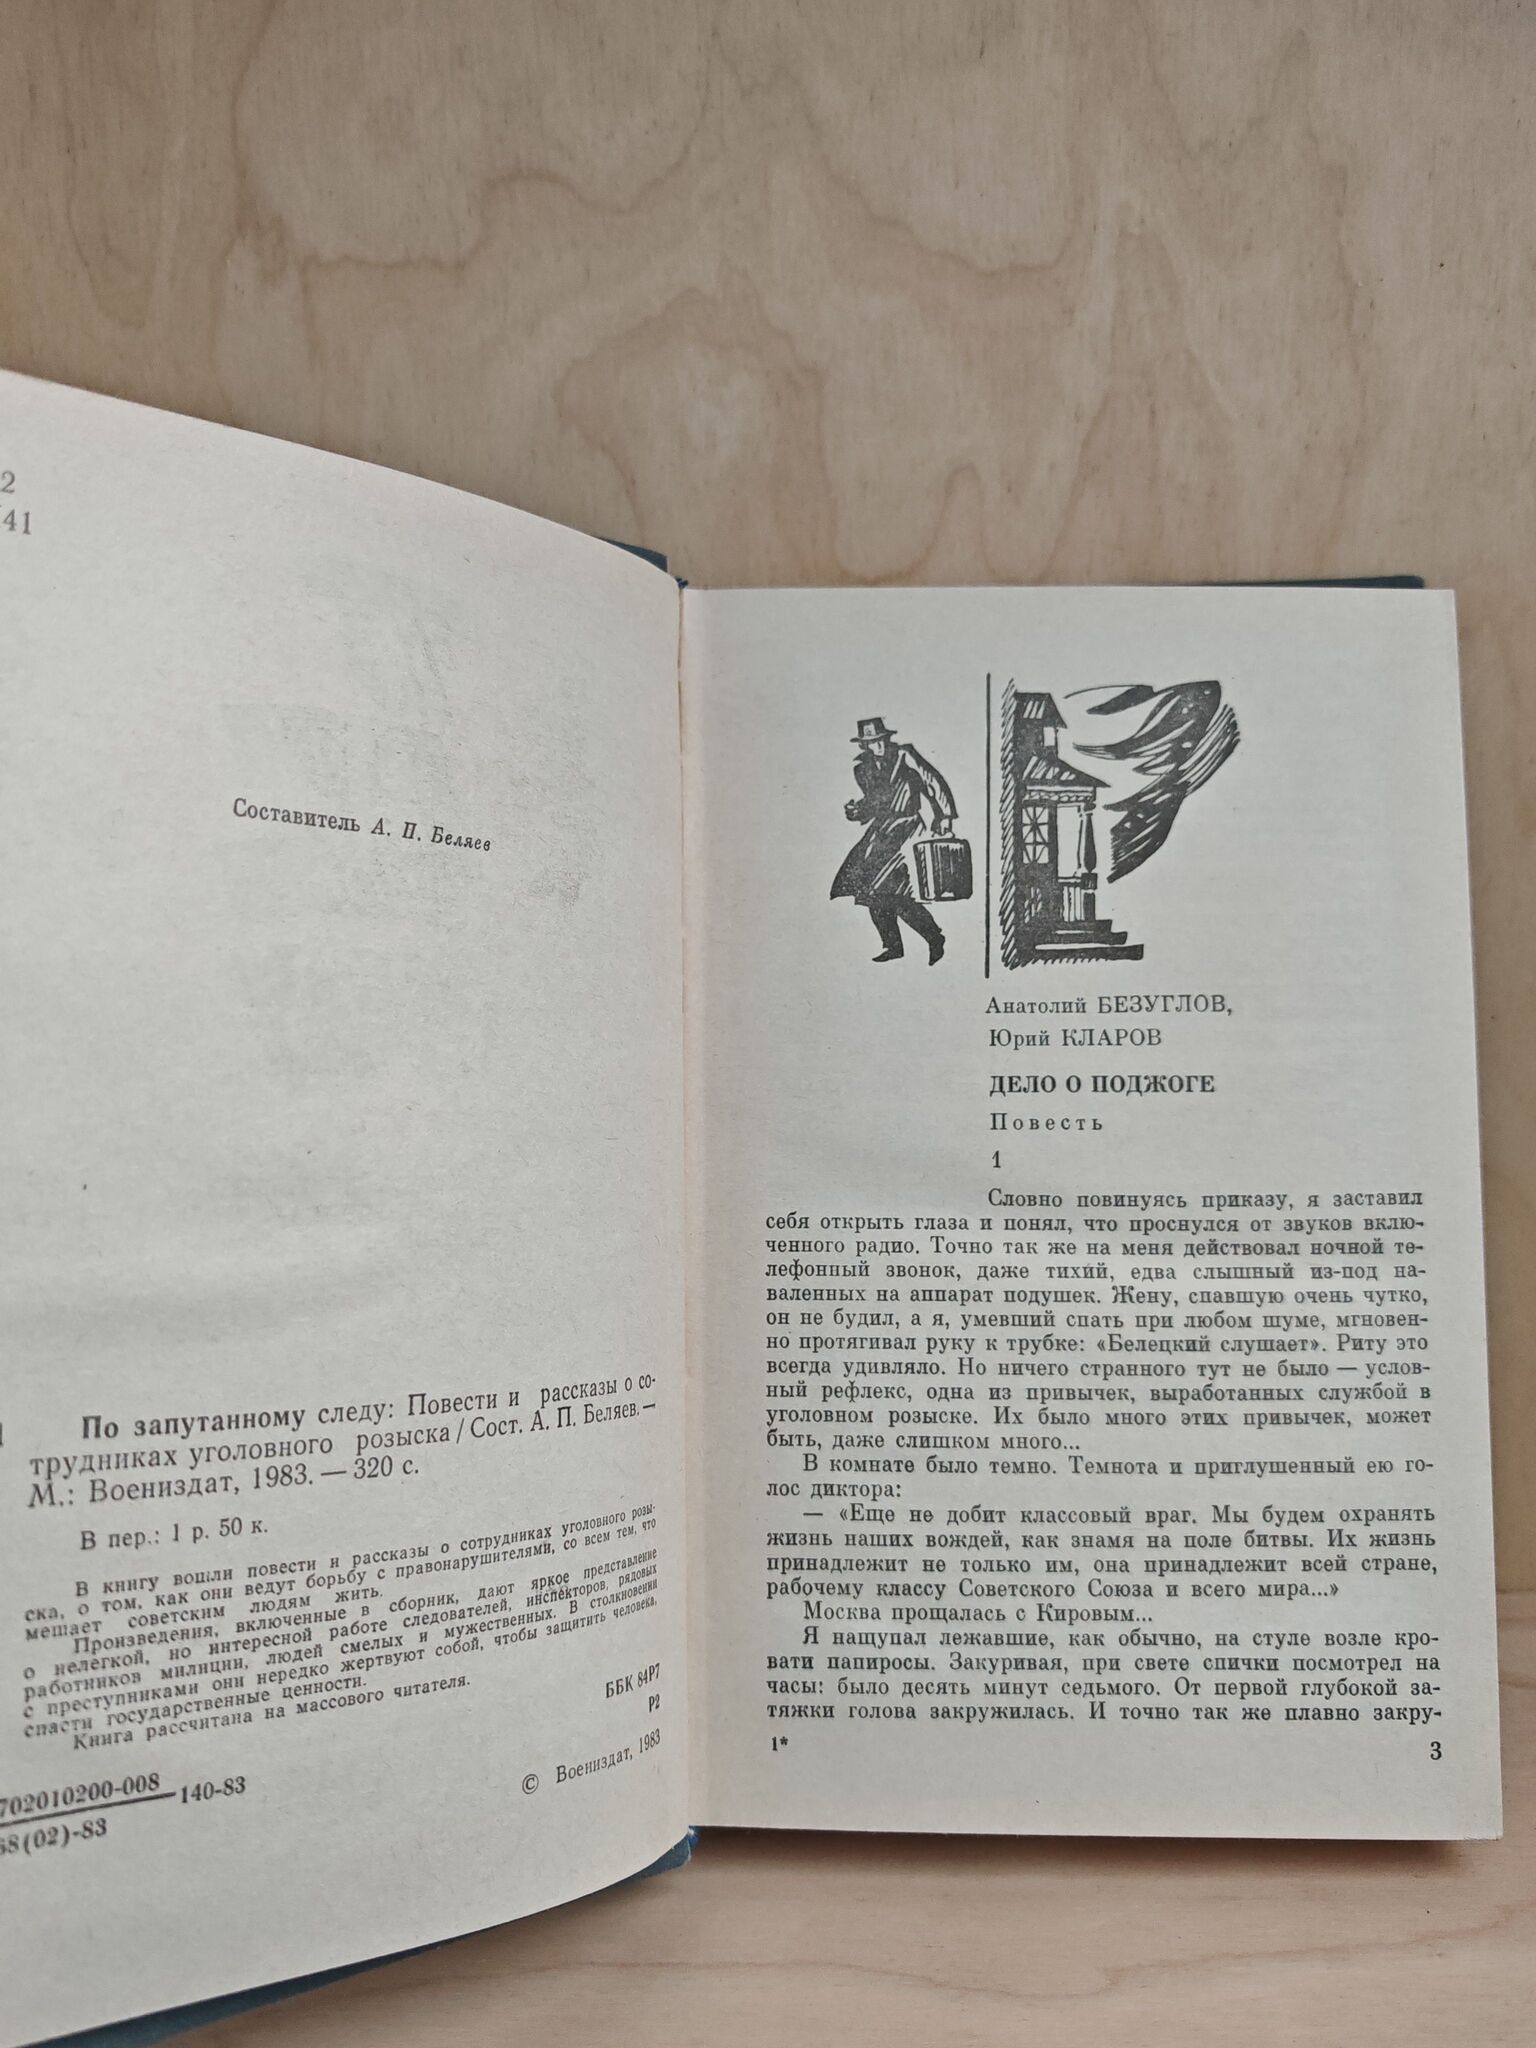 2
41
Составитель А. П. Беляев
По запутанному следу: Повести и рассказы о со-
трудниках уголовного розыска / Сост. А. П. Беляев. —
М.: Воениздат, 1983. — 320 с.
В пер.: 1 р. 50 к.
В книгу вошли повести и рассказы о сотрудниках уголовного розы-
ска, о том, как они ведут борьбу с правонарушителями, со всем тем, что
мешает советским людям жить.
Произведения, включенные в сборник, дают яркое представление
о нелегкой, но интересной работе следователей, инспекторов, рядовых
работников милиции, людей смелых и мужественных. В столкновении
с преступниками они нередко жертвуют собой, чтобы защитить человека,
спасти государственные ценности.
Книга рассчитана на массового читателя.
702010200-008
68(02)-83
140-83
ББК 84Р7
Р2
© Воениздат, 1983
Анатолий БЕЗУГЛОВ,
Юрий КЛАРОВ
ДЕЛО О ПОДЖОГЕ
Повесть
1
Словно повинуясь приказу, я заставил
себя открыть глаза и понял, что проснулся от звуков вклю-
ченного радио. Точно так же на меня действовал ночной те-
лефонный звонок, даже тихий, едва слышный из-под на-
валенных на аппарат подушек. Жену, спавшую очень чутко,
он не будил, а я, умевший спать при любом шуме, мгновен-
но протягивал руку к трубке: «Белецкий слушает». Риту это
всегда удивляло. Но ничего странного тут не было — услов-
ный рефлекс, одна из привычек, выработанных службой в
уголовном розыске. Их было много этих привычек, может
быть, даже слишком много...
В комнате было темно. Темнота и приглушенный ею го-
лос диктора:
— «Еще не добит классовый враг. Мы будем охранять
жизнь наших вождей, как знамя на поле битвы. Их жизнь
принадлежит не только им, она принадлежит всей стране,
рабочему классу Советского Союза и всего мира...»
Москва прощалась с Кировым...
Я нащупал лежавшие, как обычно, на стуле возле кро-
вати папиросы. Закуривая, при свете спички посмотрел на
часы: было десять минут седьмого. От первой глубокой за-
тяжки голова закружилась. И точно так же плавно закру-
1*
3